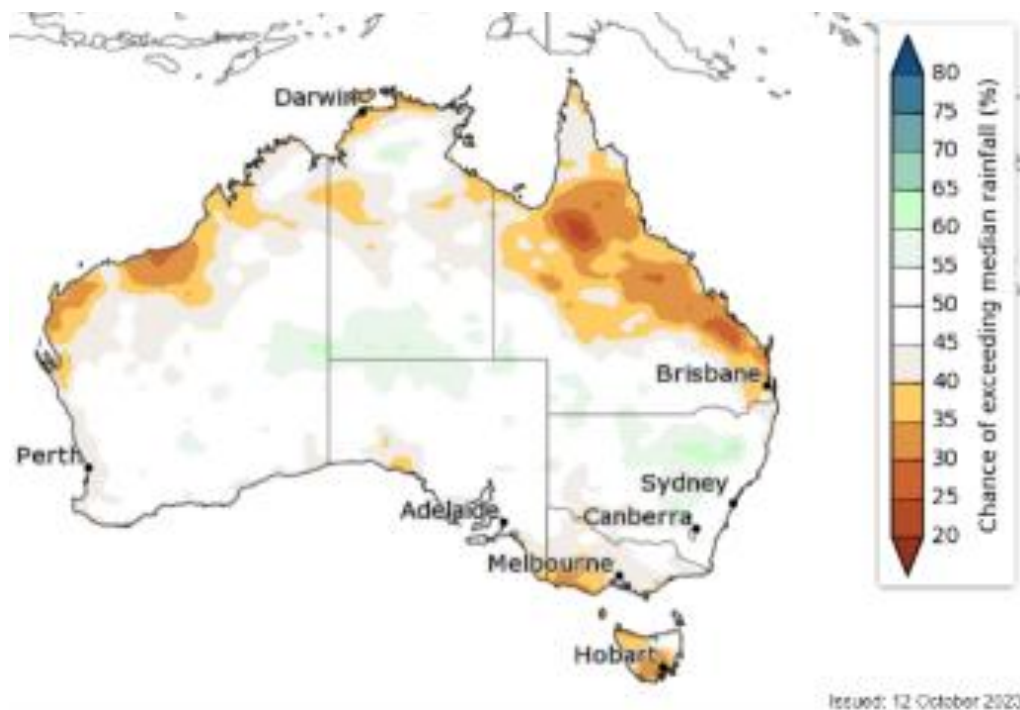 Darwin
Brisbane
Perth
Sydney
Adelaide
Canberra
Melbourne
Hobart
80
75
70
65
60
55
50
45
40
35
30
25
20
Chance of exceeding median rainfall (%)
Issued: 12 October 2023